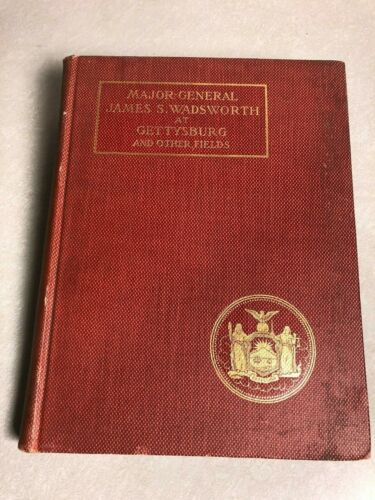 MAJOR-GENERAL
JAMES S. WADSWORTH
AT
GETTYSBURG
AND OTHER FIELDS